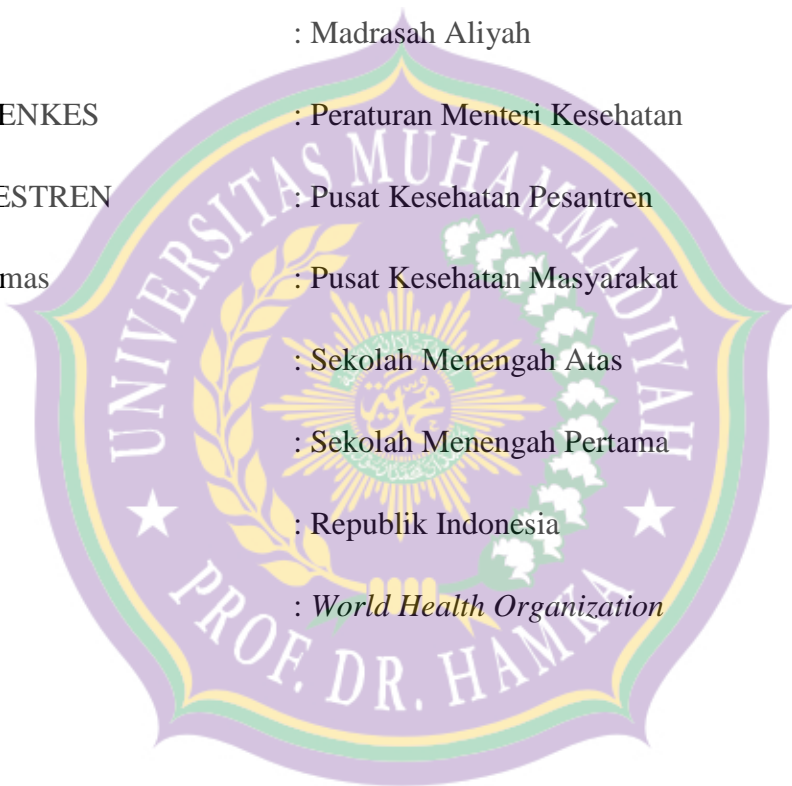 : Madrasah Aliyah
ENKES : Peraturan Menteri Kesehatan
ESTREN : Pusat Kesehatan Pesantren
mas : Pusat Kesehatan Masyarakat
: Sekolah Menengah Atas
: Sekolah Menengah Pertama
: Republik Indonesia
: World Health Organization
UNIVERSITAS MUHAMMADIYAH
PROF. DR. HAMKA